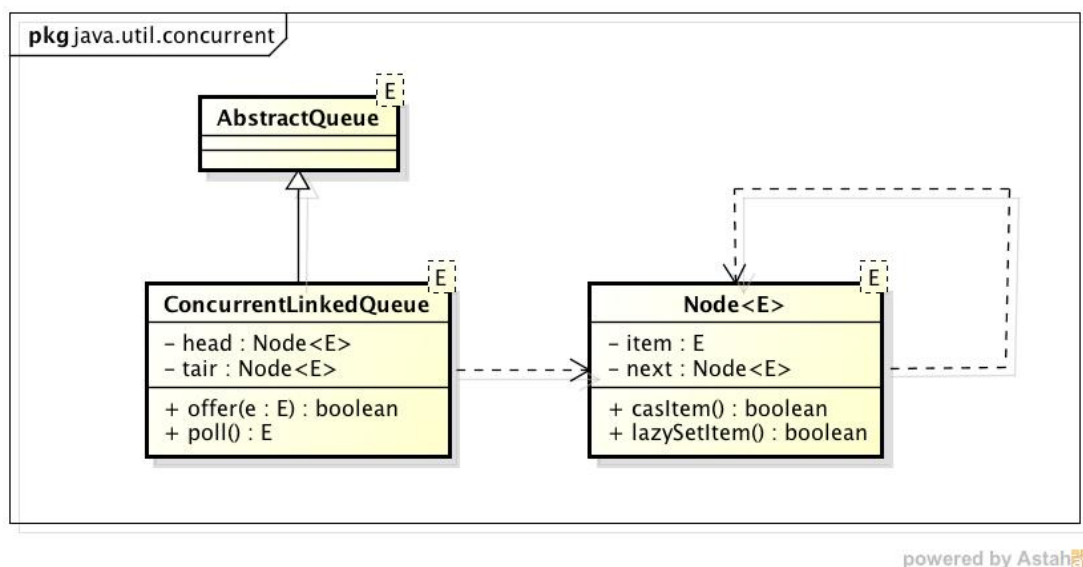 pkg java.util.concurrent
E
AbstractQueue
E
ConcurrentLinkedQueue
- head : Node<E>
- tair : Node<E>
+ offer(e : E) : boolean
+ poll() : E
E
Node<E>
- item : E
- next : Node<E>
+ casItem() : boolean
+ lazySetItem() : boolean
powered by Astah